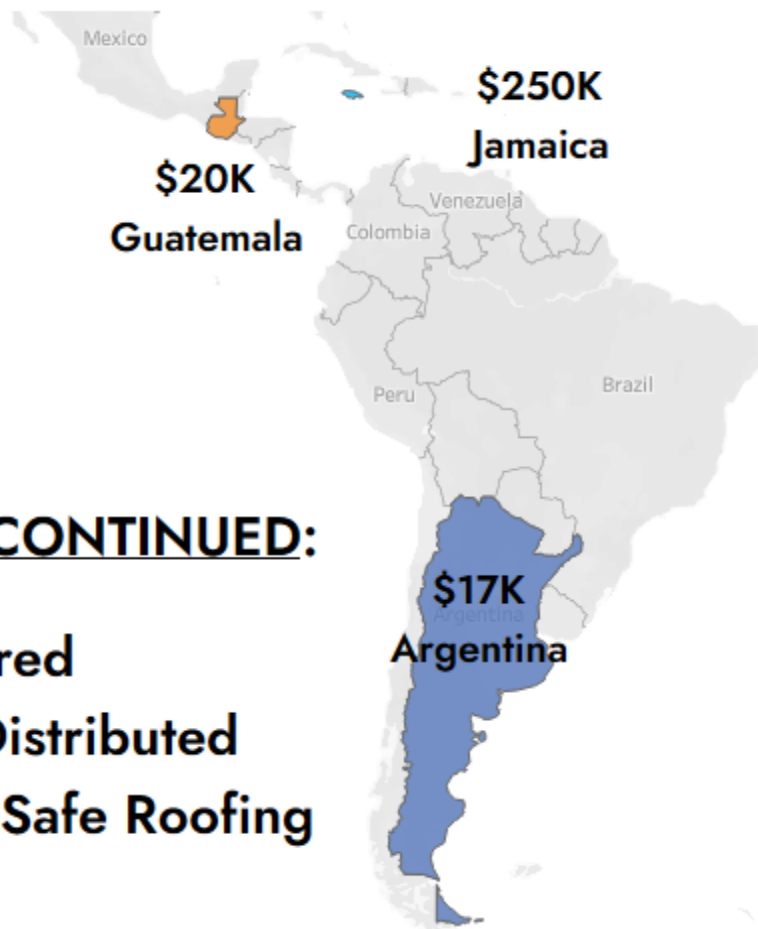 Mexico
$250K
Jamaica
$20K
Guatemala
Venezuela
Colombia
Peru
Brazil
CONTINUED:
$17K
Argentina
Argentina
red
Distributed
Safe Roofing